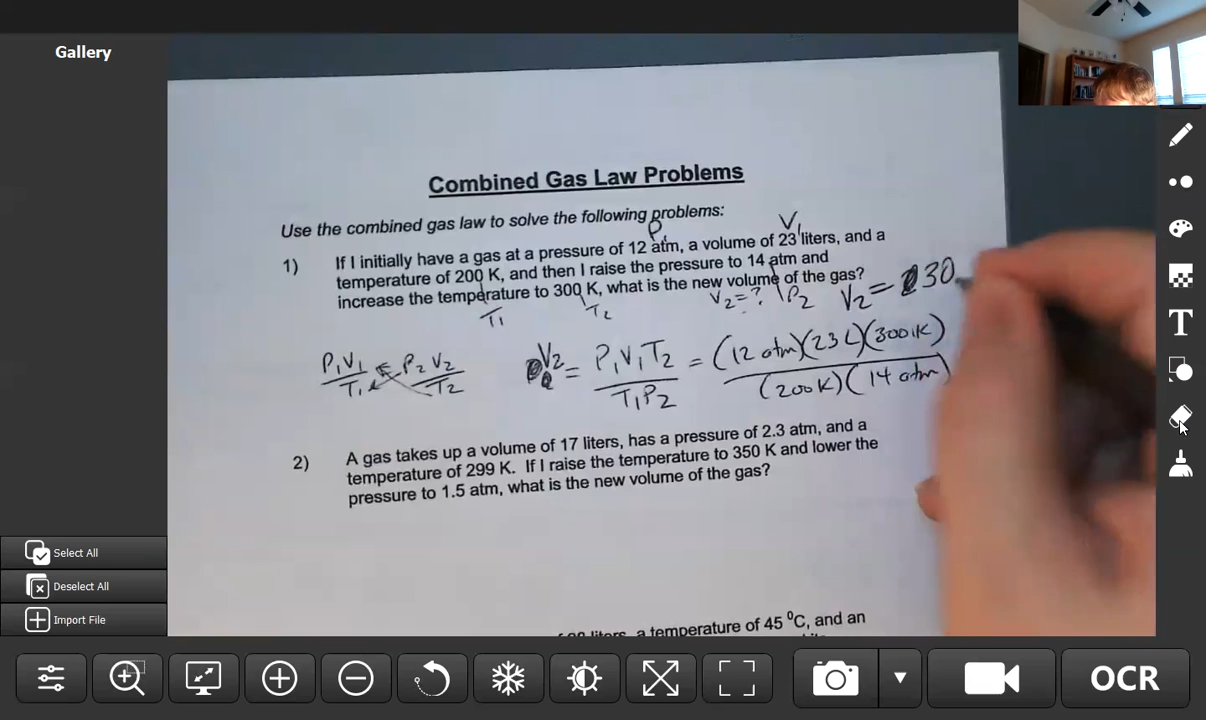 Gallery
Combined Gas Law Problems
Use the combined gas law to solve the following problems:
P₁ V₁
1) If I initially have a gas at a pressure of 12 atm, a volume of 23 liters, and a
temperature of 200 K, and then I raise the pressure to 14 atm and
increase the temperature to 300 K, what is the new volume of the gas?
T₁ T₂ V₂=? P₂ V₂= 30
P₁V₁/T₁ = P₂V₂/T₂ V₂ = P₁V₁T₂/T₁P₂ = (12 atm)(23 L)(300K)/(200K)(14 atm)
2) A gas takes up a volume of 17 liters, has a pressure of 2.3 atm, and a
temperature of 299 K. If I raise the temperature to 350 K and lower the
pressure to 1.5 atm, what is the new volume of the gas?
a temperature of 45 ⁰C, and an
Select All
Deselect All
Import File
T
OCR